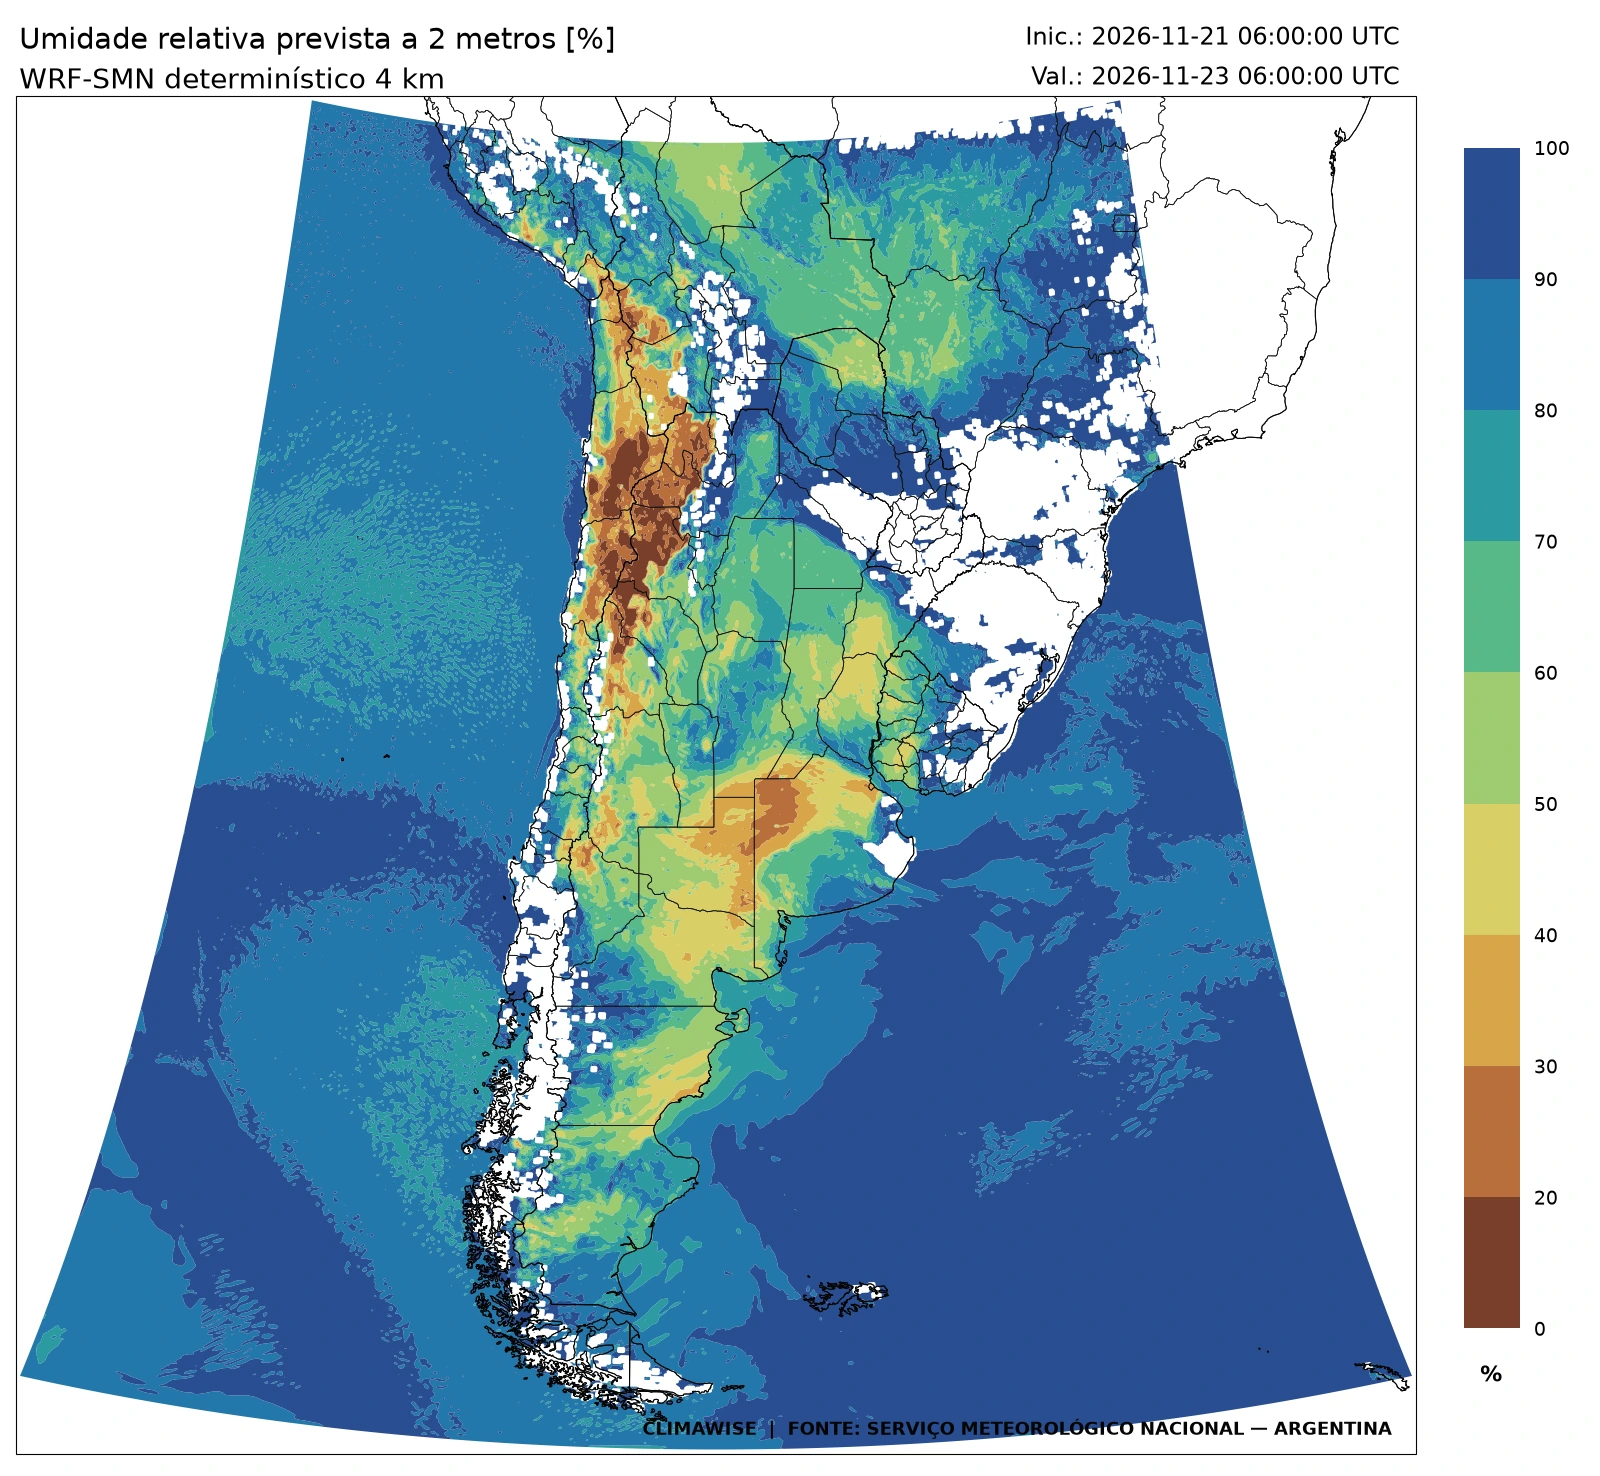 Umidade relativa prevista a 2 metros [%]
WRF-SMN determinístico 4 km
Inic.: 2026-11-21 06:00:00 UTC
Val.: 2026-11-23 06:00:00 UTC
100
90
80
70
60
50
40
30
20
0
%
CLIMAWISE | FONTE: SERVIÇO METEOROLÓGICO NACIONAL — ARGENTINA